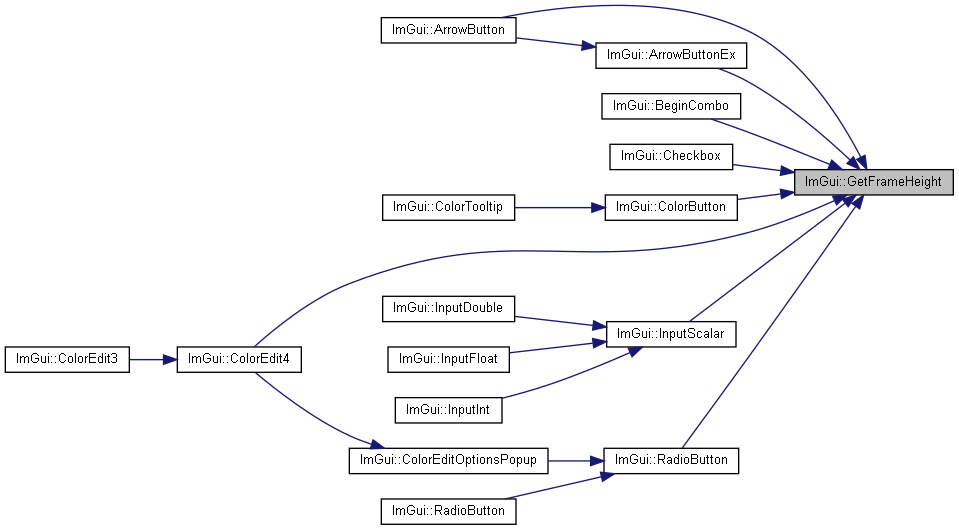 ImGui::ArrowButton
ImGui::ArrowButtonEx
ImGui::BeginCombo
ImGui::Checkbox
ImGui::GetFrameHeight
ImGui::ColorTooltip
ImGui::ColorButton
ImGui::InputDouble
ImGui::InputScalar
ImGui::ColorEdit3
ImGui::ColorEdit4
ImGui::InputFloat
ImGui::InputInt
ImGui::ColorEditOptionsPopup
ImGui::RadioButton
ImGui::RadioButton